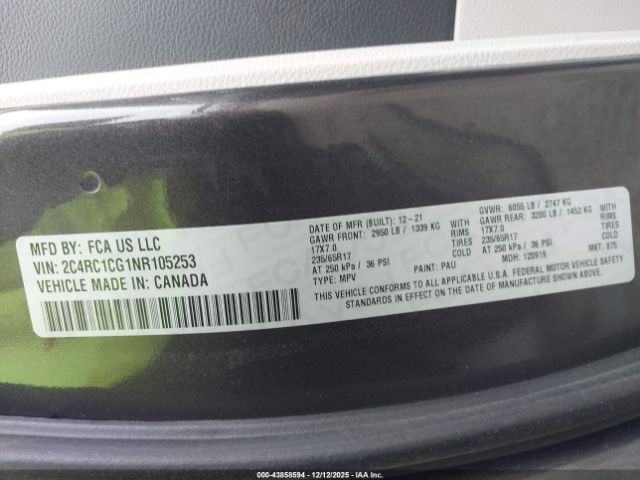 MFD BY: FCA US LLC
VIN: 2C4RC1CG1NR105253
VEHICLE MADE IN: CANADA
DATE OF MFR (BUILT): 12-21
GAWR FRONT: 2950 LB / 1339 KG WITH
17X7.0 RIMS
235/65R17 TIRES
AT 250 kPa / 36 PSI COLD
TYPE: MPV PAINT: PAU
GVWR: 6055 LB / 2747 KG
GAWR REAR: 3200 LB / 1452 KG WITH
17X7.0 RIMS
235/65R17 TIRES
AT 250 kPa / 36 PSI COLD
MDH: 120919 MKT: 875
THIS VEHICLE CONFORMS TO ALL APPLICABLE U.S.A. FEDERAL MOTOR VEHICLE SAFETY
STANDARDS IN EFFECT ON THE DATE OF MANUFACTURE SHOWN ABOVE.
000-43858594 - 12/12/2025 - IAAI.COM